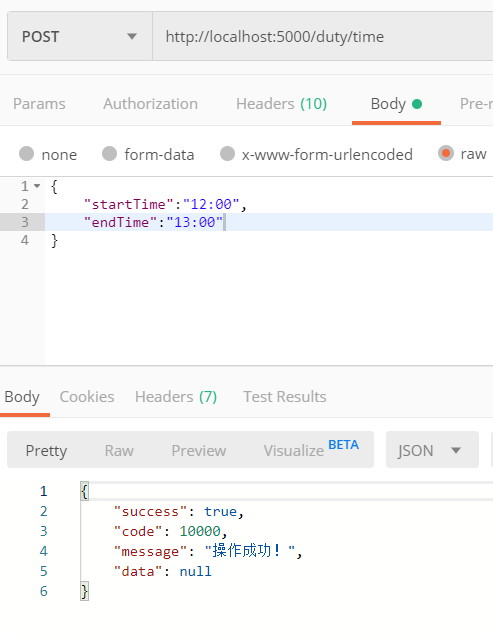 POST http://localhost:5000/duty/time
Params Authorization Headers (10) Body Pre-r
none form-data x-www-form-urlencoded raw
1 {
2 "startTime":"12:00",
3 "endTime":"13:00"
4 }
Body Cookies Headers (7) Test Results
Pretty Raw Preview Visualize BETA JSON
1 {
2 "success": true,
3 "code": 10000,
4 "message": "操作成功！",
5 "data": null
6 }